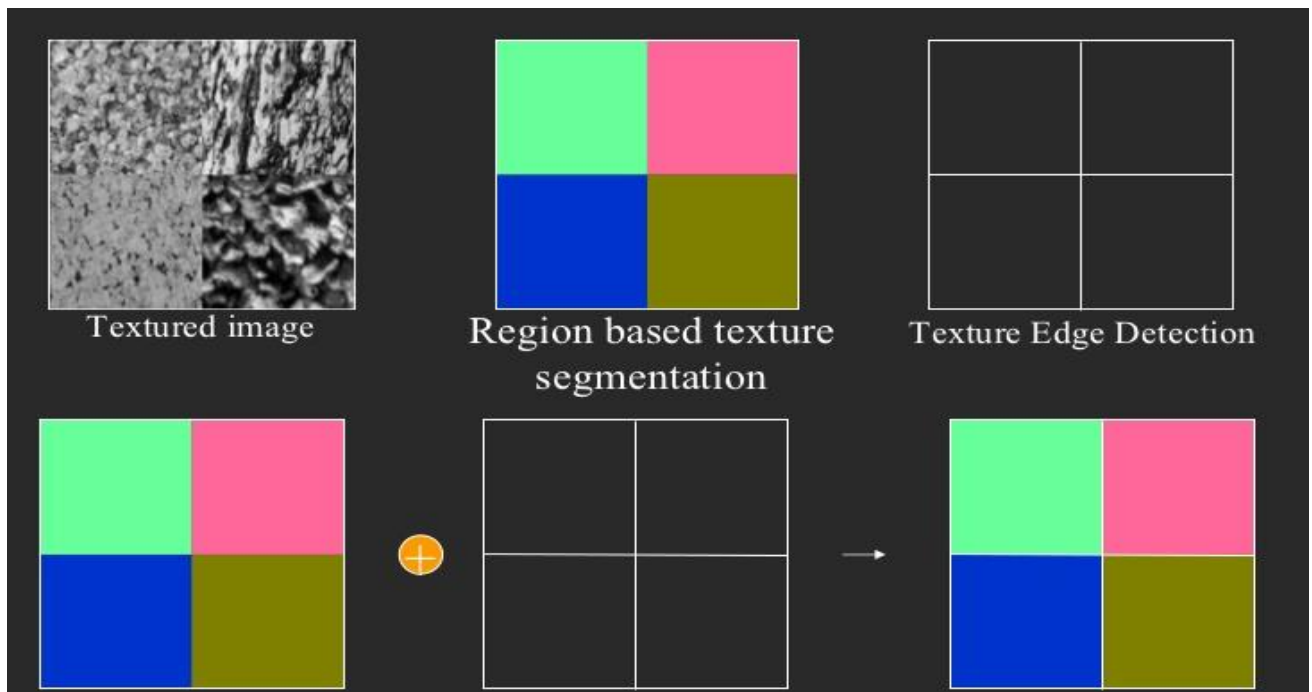 Textured image
Region based texture
segmentation
Texture Edge Detection